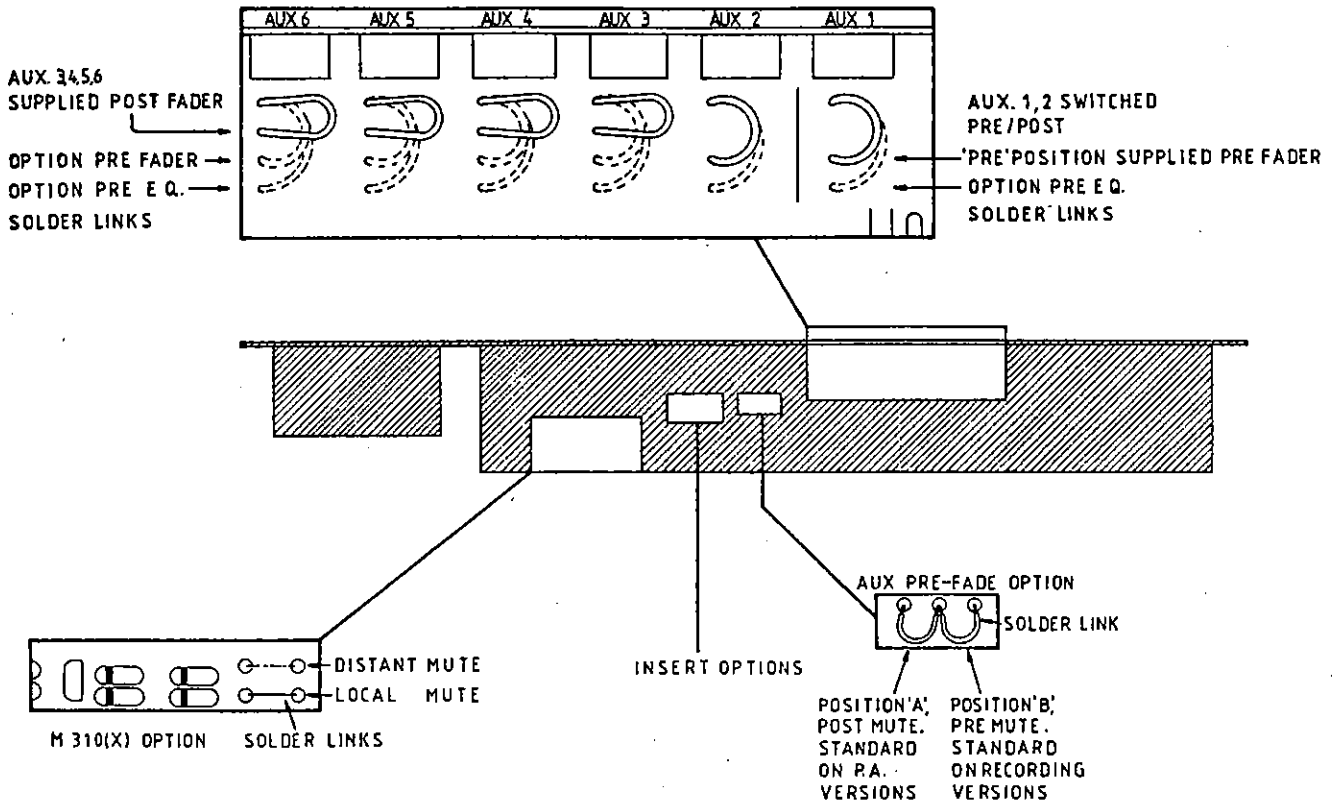 AUX 6 AUX 5 AUX 4 AUX 3 AUX 2 AUX 1
AUX. 3,4,5,6
SUPPLIED POST FADER
OPTION PRE FADER
OPTION PRE EQ.
SOLDER LINKS
AUX. 1, 2 SWITCHED
PRE/POST
'PRE' POSITION SUPPLIED PRE FADER
OPTION PRE EQ.
SOLDER LINKS
AUX PRE-FADE OPTION
SOLDER LINK
DISTANT MUTE
LOCAL MUTE
M 310(X) OPTION SOLDER LINKS
INSERT OPTIONS
POSITION 'A',
POST MUTE.
STANDARD
ON P.A.
VERSIONS
POSITION 'B',
PRE MUTE.
STANDARD
ON RECORDING
VERSIONS